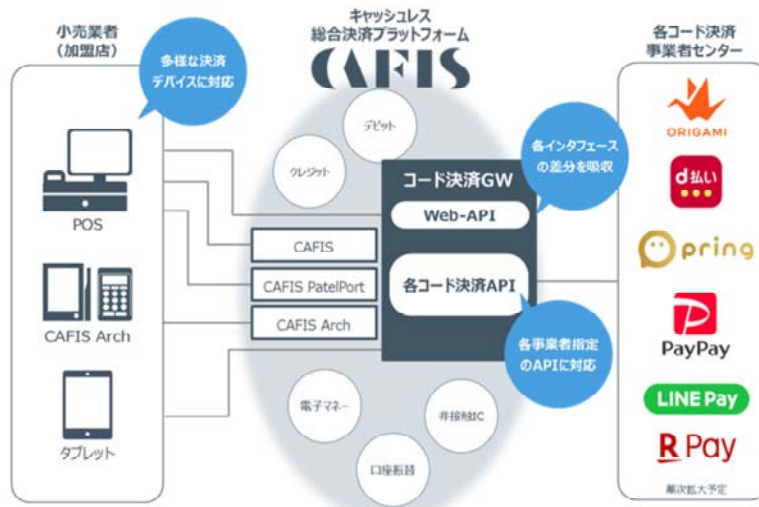 小売業者
（加盟店）
多様な決済
デバイスに対応
POS
CAFIS Arch
タブレット
キャッシュレス
総合決済プラットフォーム
CAFIS
デビット
クレジット
各インタフェース
の差分を吸収
コード決済GW
Web-API
各コード決済API
CAFIS
CAFIS PatelPort
CAFIS Arch
各事業者指定
のAPIに対応
電子マネー
非接触IC
口座振替
各コード決済
事業者センター
ORIGAMI
d払い
pring
PayPay
LINE Pay
R Pay
順次拡大予定